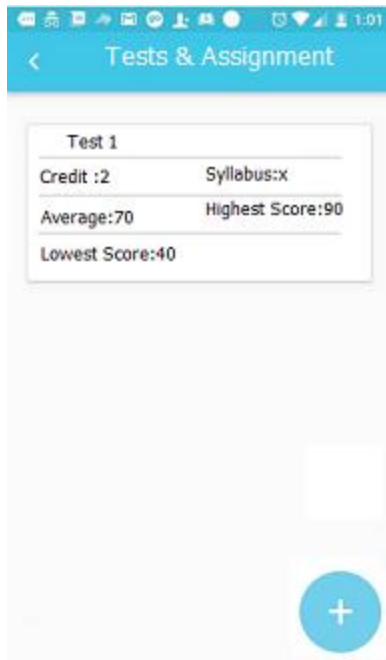 1:01
Tests & Assignment
Test 1
Credit :2 Syllabus:x
Average:70 Highest Score:90
Lowest Score:40
+